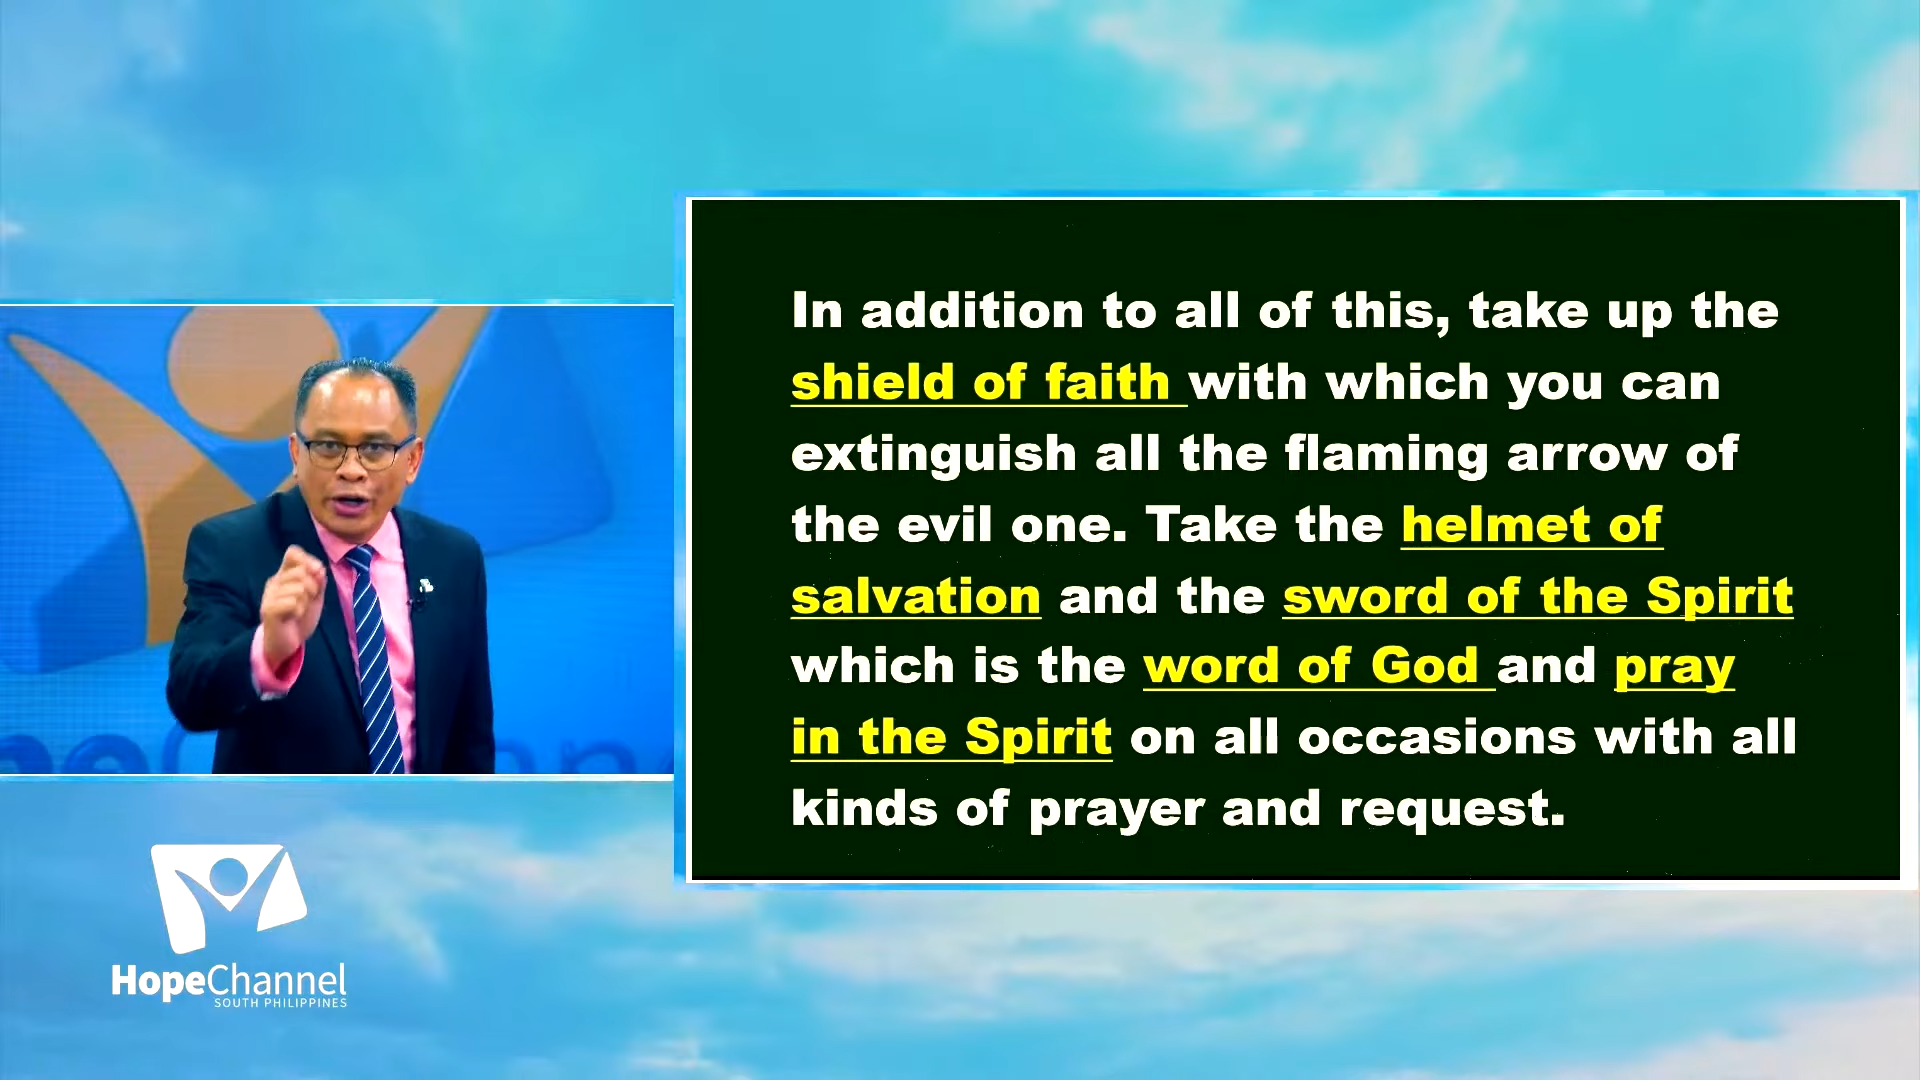 In addition to all of this, take up the
shield of faith with which you can
extinguish all the flaming arrow of
the evil one. Take the helmet of
salvation and the sword of the Spirit
which is the word of God and pray
in the Spirit on all occasions with all
kinds of prayer and request.
HopeChannel
SOUTH PHILIPPINES